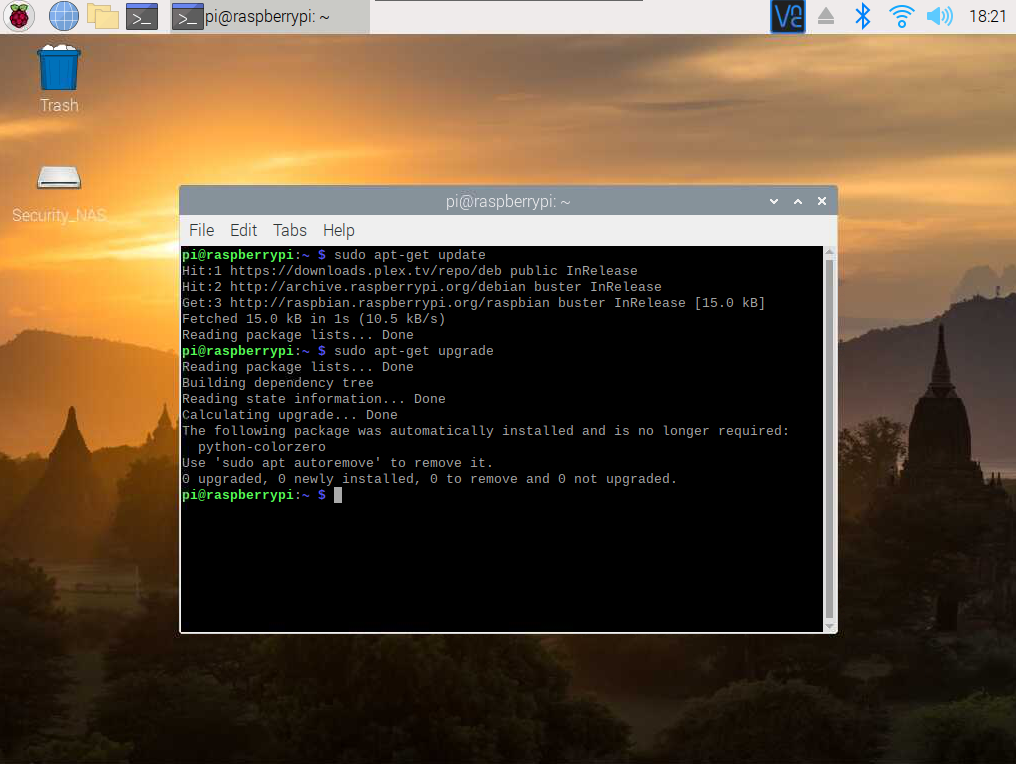 pi@raspberrypi: ~
18:21
Trash
Security_NAS
pi@raspberrypi: ~
File Edit Tabs Help
pi@raspberrypi:~ $ sudo apt-get update
Hit:1 https://downloads.plex.tv/repo/deb public InRelease
Hit:2 http://archive.raspberrypi.org/debian buster InRelease
Get:3 http://raspbian.raspberrypi.org/raspbian buster InRelease [15.0 kB]
Fetched 15.0 kB in 1s (10.5 kB/s)
Reading package lists... Done
pi@raspberrypi:~ $ sudo apt-get upgrade
Reading package lists... Done
Building dependency tree
Reading state information... Done
Calculating upgrade... Done
The following package was automatically installed and is no longer required:
  python-colorzero
Use 'sudo apt autoremove' to remove it.
0 upgraded, 0 newly installed, 0 to remove and 0 not upgraded.
pi@raspberrypi:~ $